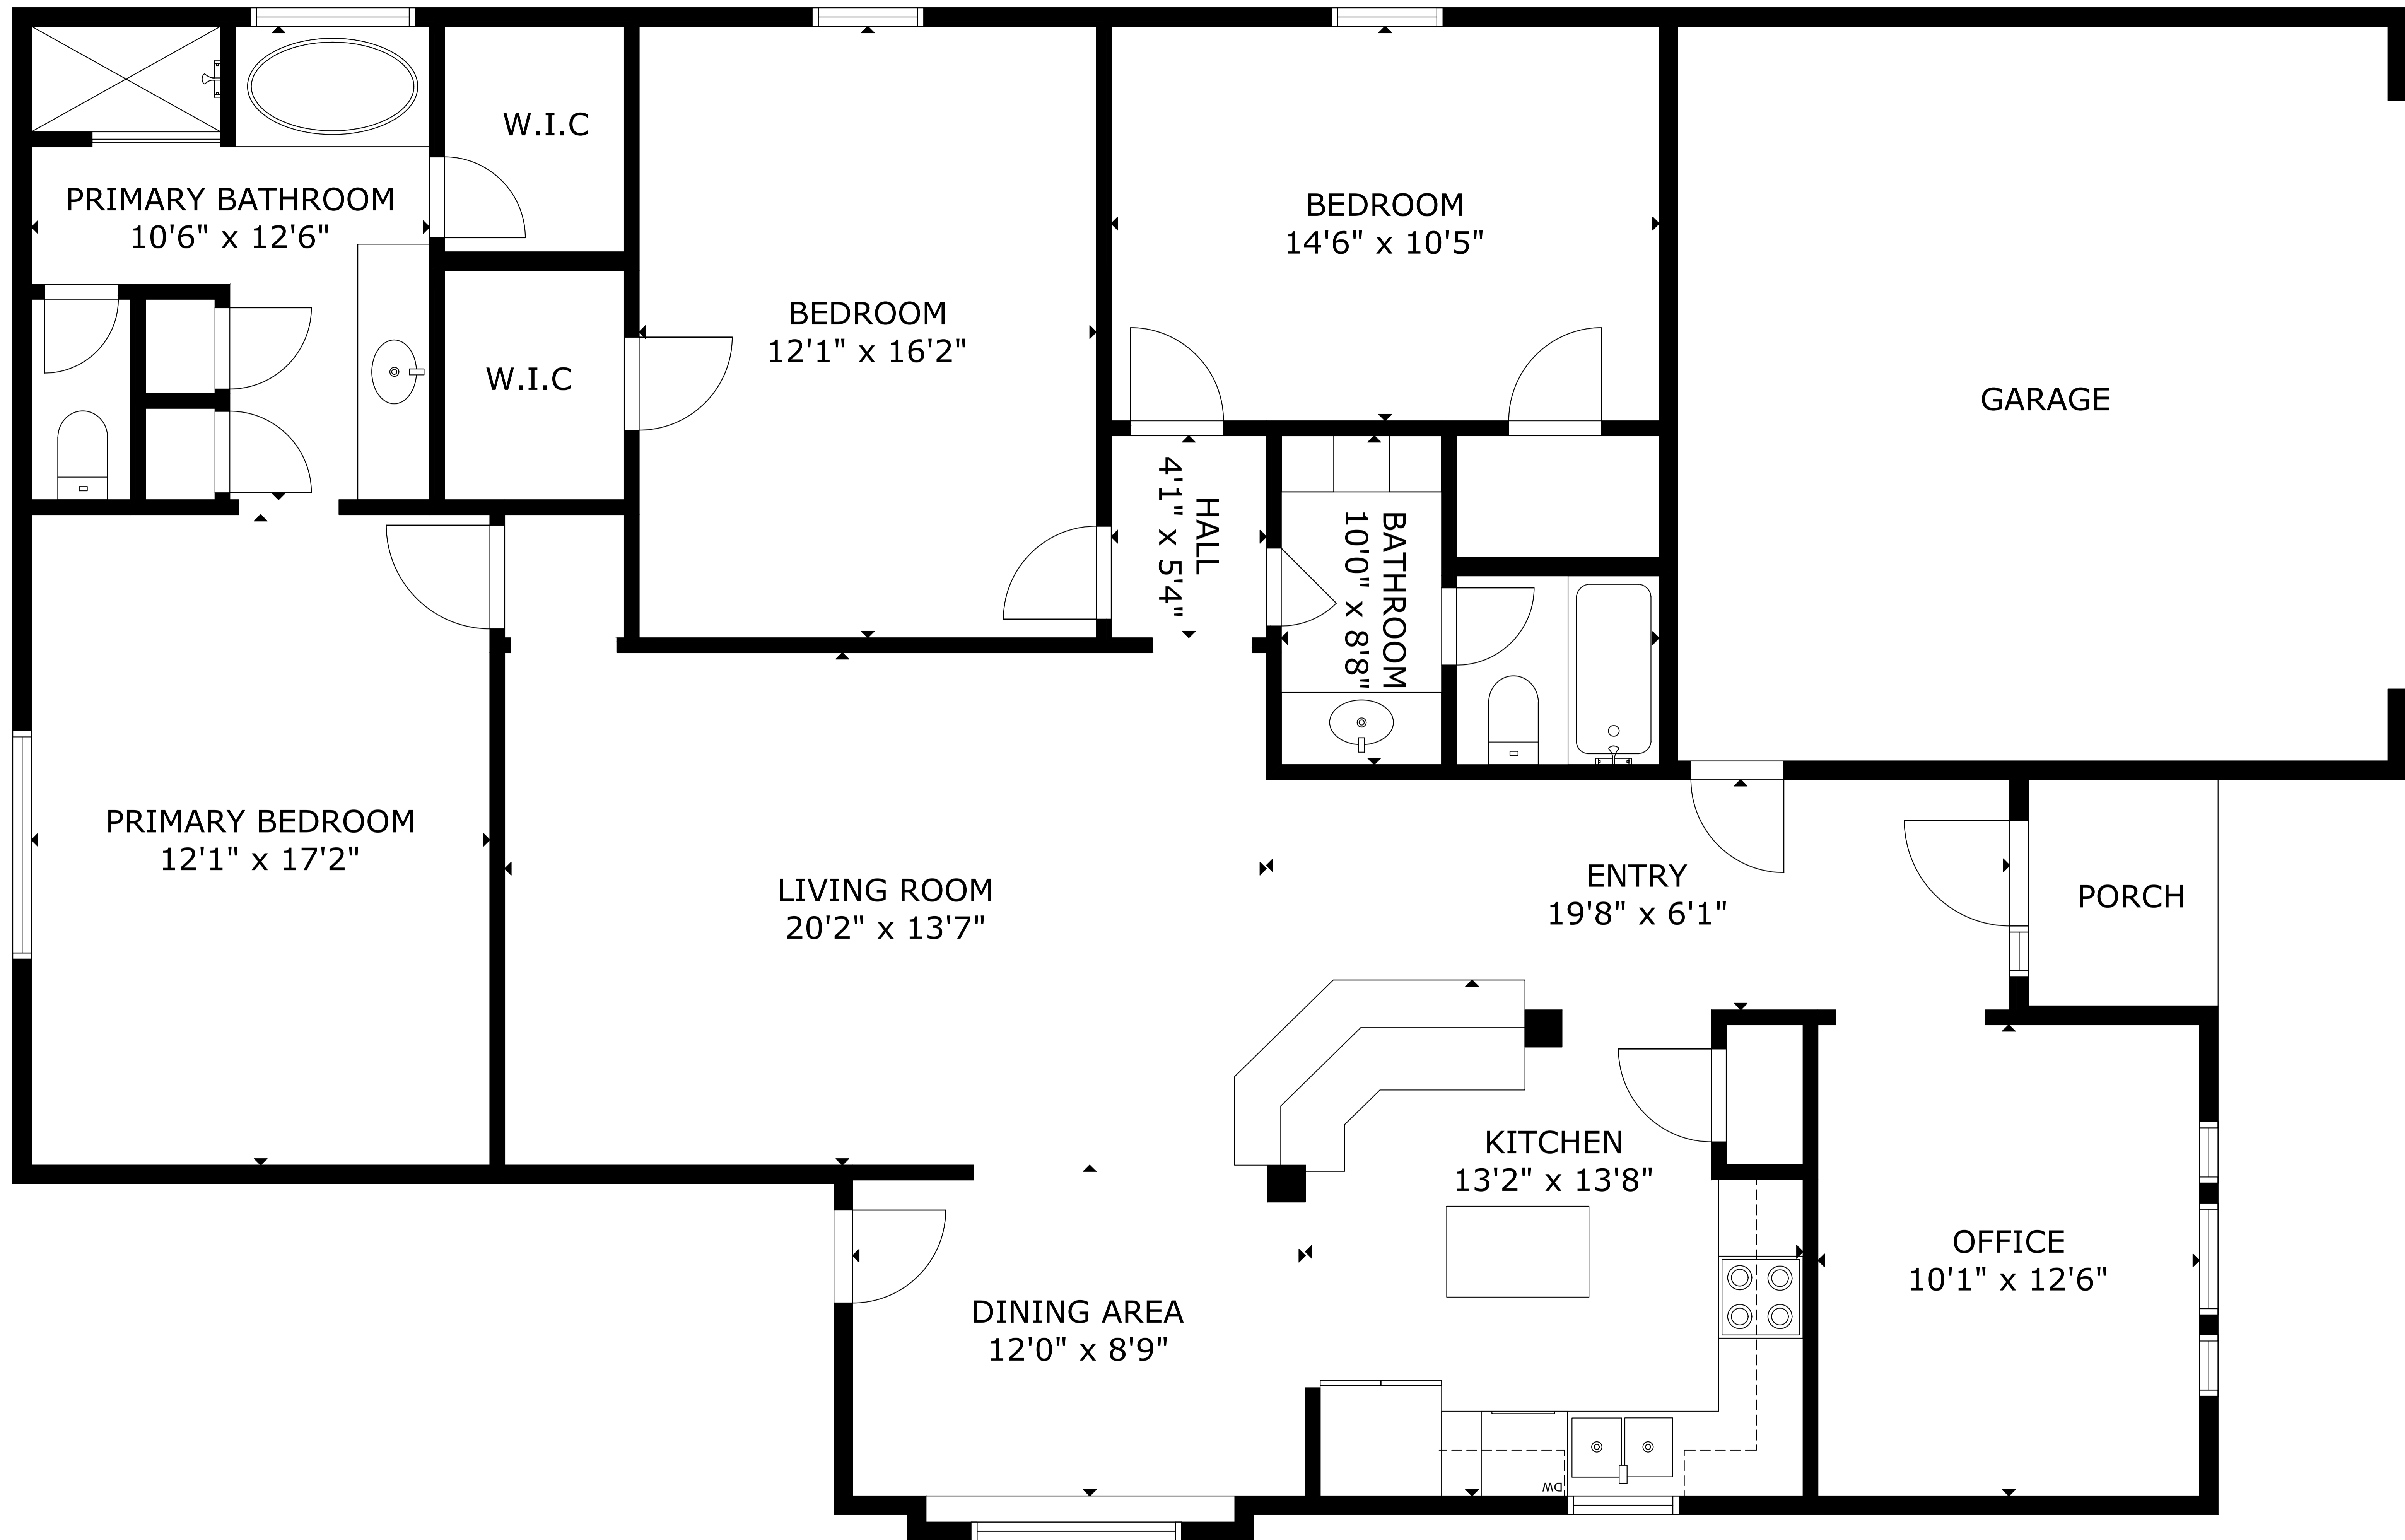 W.I.C
PRIMARY BATHROOM
10'6" x 12'6"
BEDROOM
14'6" x 10'5"
BEDROOM
12'1" x 16'2"
W.I.C
GARAGE
HALL
4'1" x 5'4"
BATHROOM
10'0" x 8'8"
PRIMARY BEDROOM
12'1" x 17'2"
LIVING ROOM
20'2" x 13'7"
ENTRY
19'8" x 6'1"
PORCH
KITCHEN
13'2" x 13'8"
OFFICE
10'1" x 12'6"
DINING AREA
12'0" x 8'9"
DW